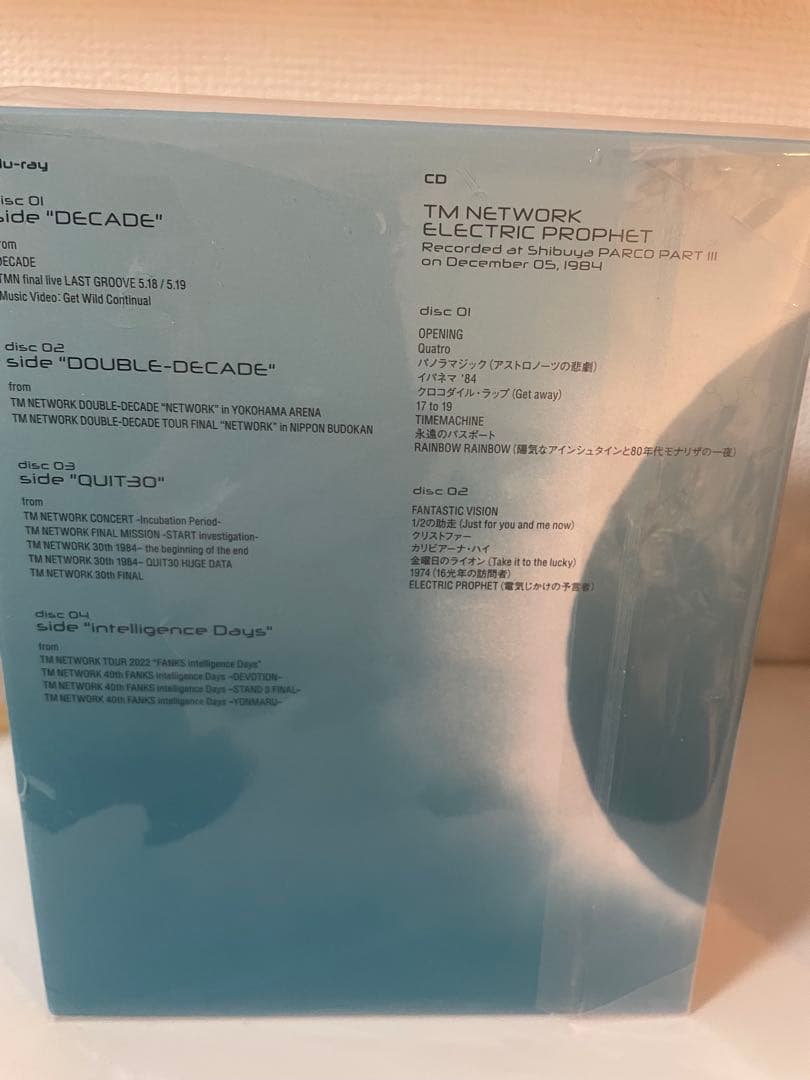 lu-ray
isc 01
side "DECADE"
rom
DECADE
TMN final live LAST GROOVE 5.18 / 5.19
Music Video: Get Wild Continual
disc 02
side "DOUBLE-DECADE"
from
TM NETWORK DOUBLE-DECADE "NETWORK" in YOKOHAMA ARENA
TM NETWORK DOUBLE-DECADE TOUR FINAL "NETWORK" in NIPPON BUDOKAN
disc 03
side "QUIT30"
from
TM NETWORK CONCERT -Incubation Period-
TM NETWORK FINAL MISSION -START investigation-
TM NETWORK 30th 1984~ the beginning of the end
TM NETWORK 30th 1984~ QUIT30 HUGE DATA
TM NETWORK 30th FINAL
disc 04
side "intelligence Days"
from
TM NETWORK TOUR 2022 "FANKS intelligence Days"
TM NETWORK 40th FANKS intelligence Days ~DEVOTION~
TM NETWORK 40th FANKS intelligence Days ~STAND 3 FINAL~
TM NETWORK 40th FANKS intelligence Days ~YONMARU~
CD
TM NETWORK
ELECTRIC PROPHET
Recorded at Shibuya PARCO PART III
on December 05, 1984
disc 01
OPENING
Quatro
パノラマジック (アストロノーツの悲劇)
イパネマ '84
クロコダイル・ラップ (Get away)
17 to 19
TIMEMACHINE
永遠のパスポート
RAINBOW RAINBOW (陽気なアインシュタインと80年代モナリザの一夜)
disc 02
FANTASTIC VISION
1/2の助走 (Just for you and me now)
クリストファー
カリビアーナ・ハイ
金曜日のライオン (Take it to the lucky)
1974 (16光年の訪問者)
ELECTRIC PROPHET (電気じかけの予言者)